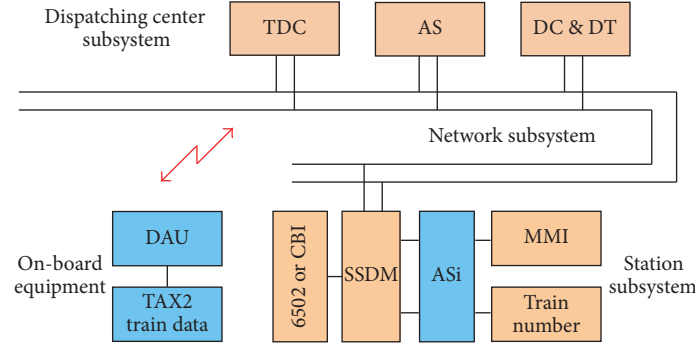 Dispatching center
subsystem
TDC
AS
DC & DT
Network subsystem
On-board
equipment
DAU
TAX2
train data
6502 or CBI
SSDM
ASi
MMI
Train
number
Station
subsystem